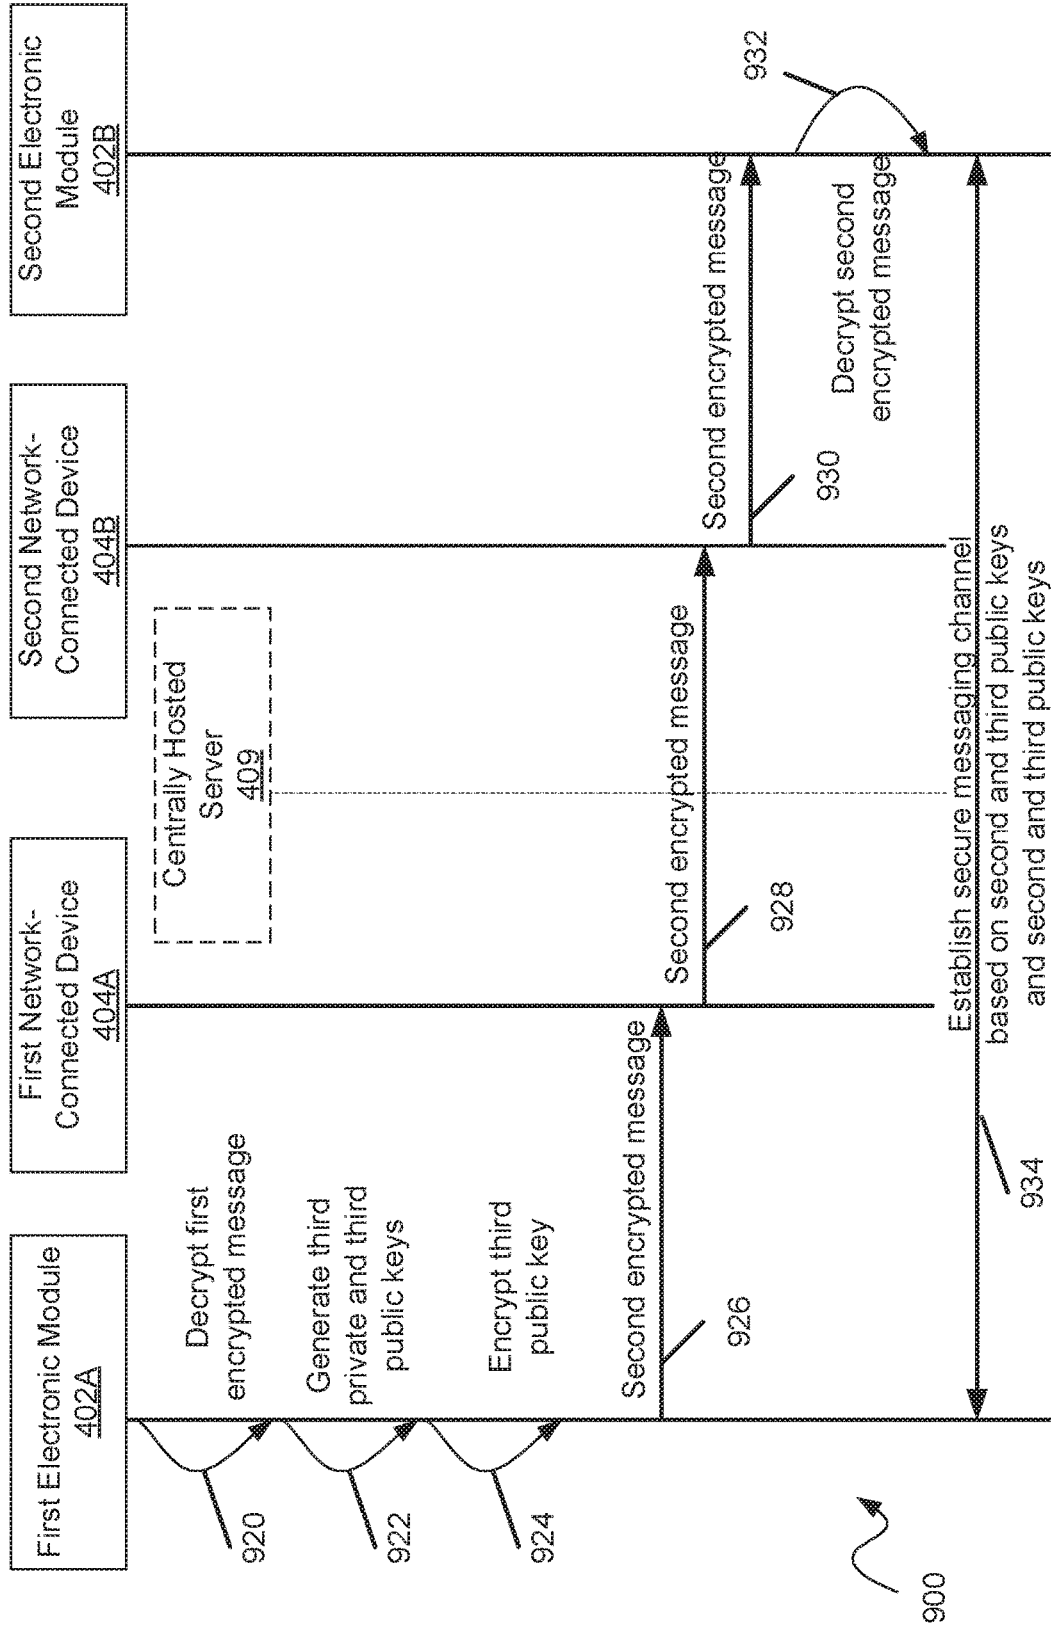 First Electronic Module
402A
First Network-
Connected Device
404A
Second Network-
Connected Device
404B
Second Electronic
Module
402B
Centrally Hosted
Server
409
920
Decrypt first
encrypted message
922
Generate third
private and third
public keys
924
Encrypt third
public key
Second encrypted message
926
Second encrypted message
928
Second encrypted message
930
932
Decrypt second
encrypted message
Establish secure messaging channel
based on second and third public keys
and second and third public keys
934
900